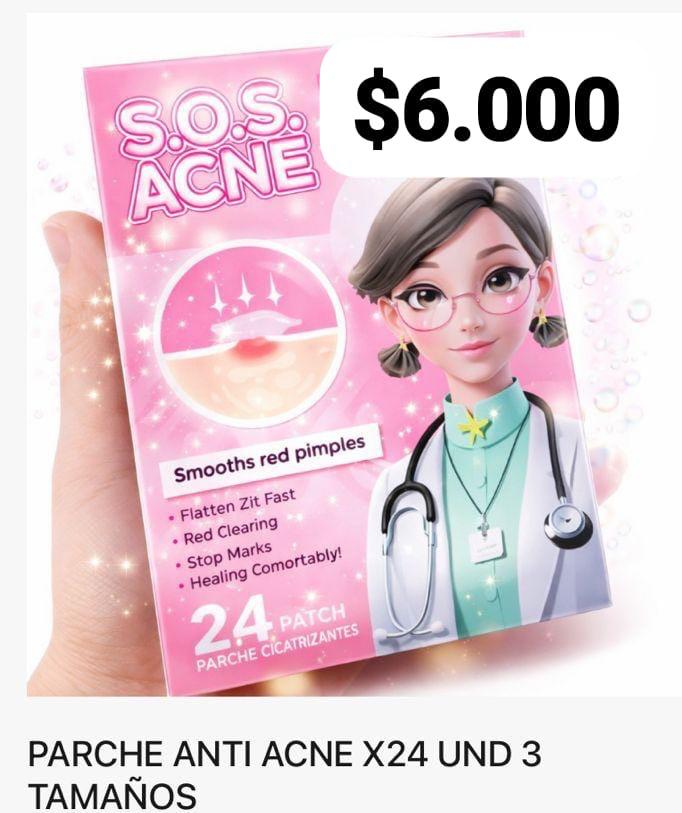 $6.000
S.O.S.
ACNE
Smooths red pimples
• Flatten Zit Fast
• Red Clearing
• Stop Marks
• Healing Comortably!
24 PATCH
PARCHE CICATRIZANTES
PARCHE ANTI ACNE X24 UND 3
TAMAÑOS